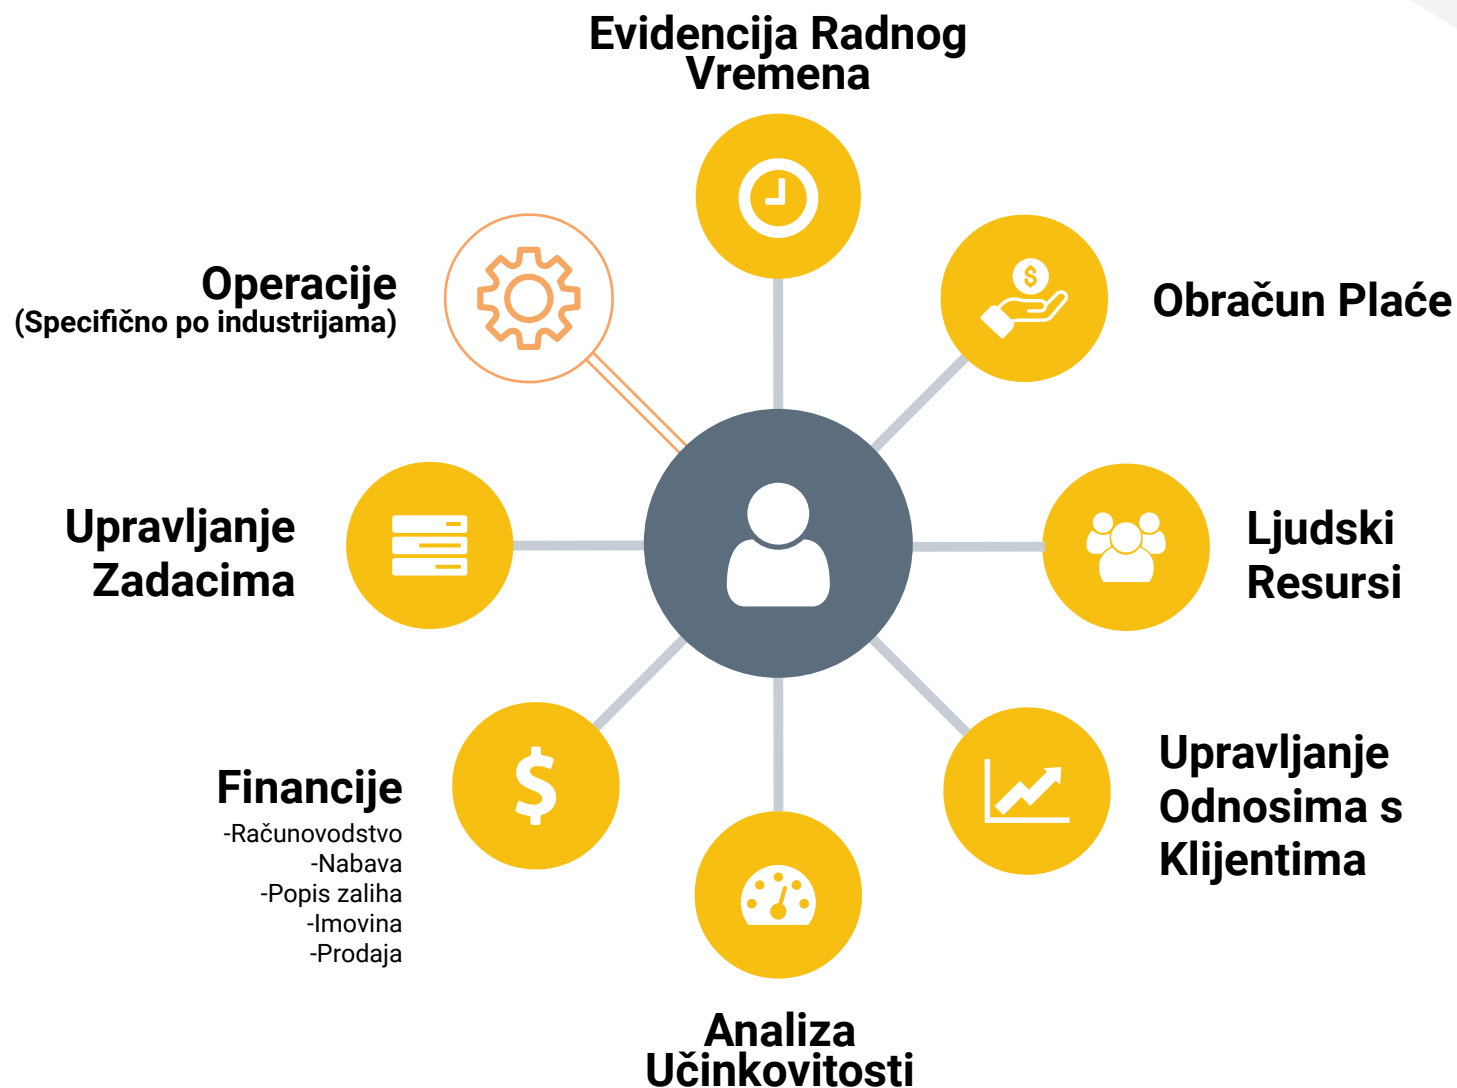 Evidencija Radnog
Vremena
Operacije
(Specifično po industrijama)
Obračun Plaće
Upravljanje
Zadacima
Ljudski
Resursi
Financije
-Računovodstvo
-Nabava
-Popis zaliha
-Imovina
-Prodaja
Upravljanje
Odnosima s
Klijentima
Analiza
Učinkovitosti